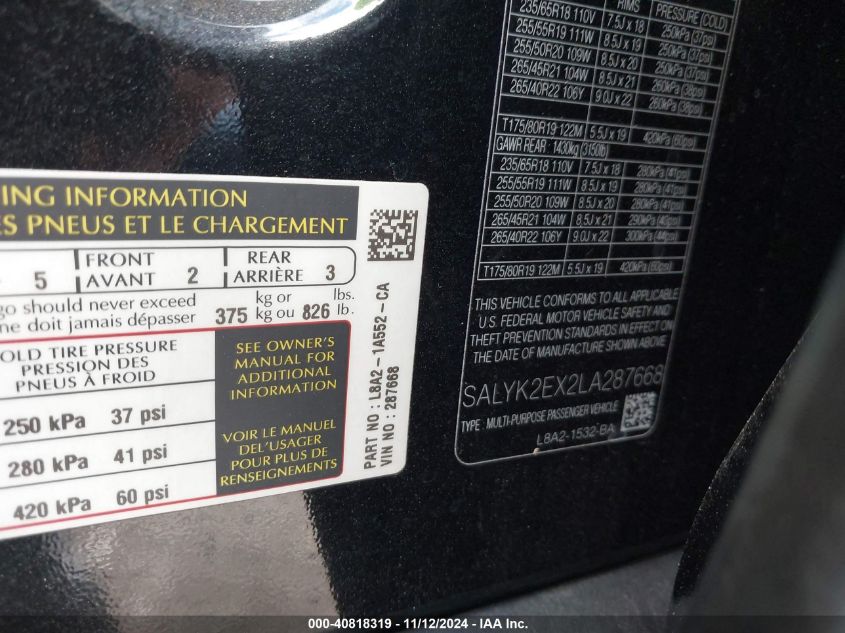 ING INFORMATION
ES PNEUS ET LE CHARGEMENT
5 FRONT AVANT 2 REAR ARRIÈRE 3
go should never exceed
ne doit jamais dépasser 375 kg or kg ou 826 lbs. lb.
OLD TIRE PRESSURE
PRESSION DES
PNEUS À FROID
250 kPa 37 psi
280 kPa 41 psi
420 kPa 60 psi
SEE OWNER'S
MANUAL FOR
ADDITIONAL
INFORMATION
VOIR LE MANUEL
DEL'USAGER
POUR PLUS DE
RENSEIGNEMENTS
PART NO : L8A2-1A552-CA
VIN NO : 287668
RIMS PRESSURE (COLD)
235/65R18 110V 7.5J x 18 250kPa (37psi)
255/55R19 111W 8.5J x 19 250kPa (37psi)
255/50R20 109W 8.5J x 20 250kPa (37psi)
265/45R21 104W 8.5J x 21 260kPa (38psi)
265/40R22 106Y 9.0J x 22 260kPa (38psi)
T175/80R19 122M 5.5J x 19 420kPa (60psi)
GAWR REAR : 1430kg (3150lb)
235/65R18 110V 7.5J x 18 280kPa (41psi)
255/55R19 111W 8.5J x 19 280kPa (41psi)
255/50R20 109W 8.5J x 20 280kPa (41psi)
265/45R21 104W 8.5J x 21 290kPa
265/40R22 106Y 9.0J x 22 300kPa (44psi)
T175/80R19 122M 5.5J x 19 420kPa (60psi)
THIS VEHICLE CONFORMS TO ALL APPLICABLE
U.S. FEDERAL MOTOR VEHICLE SAFETY AND
THEFT PREVENTION STANDARDS IN EFFECT ON
THE DATE OF MANUFACTURE SHOWN ABOVE
SALYK2EX2LA287668
TYPE : MULTI-PURPOSE PASSENGER VEHICLE
L8A2-1532-BA
000-40818319 - 11/12/2024 - IAA Inc.